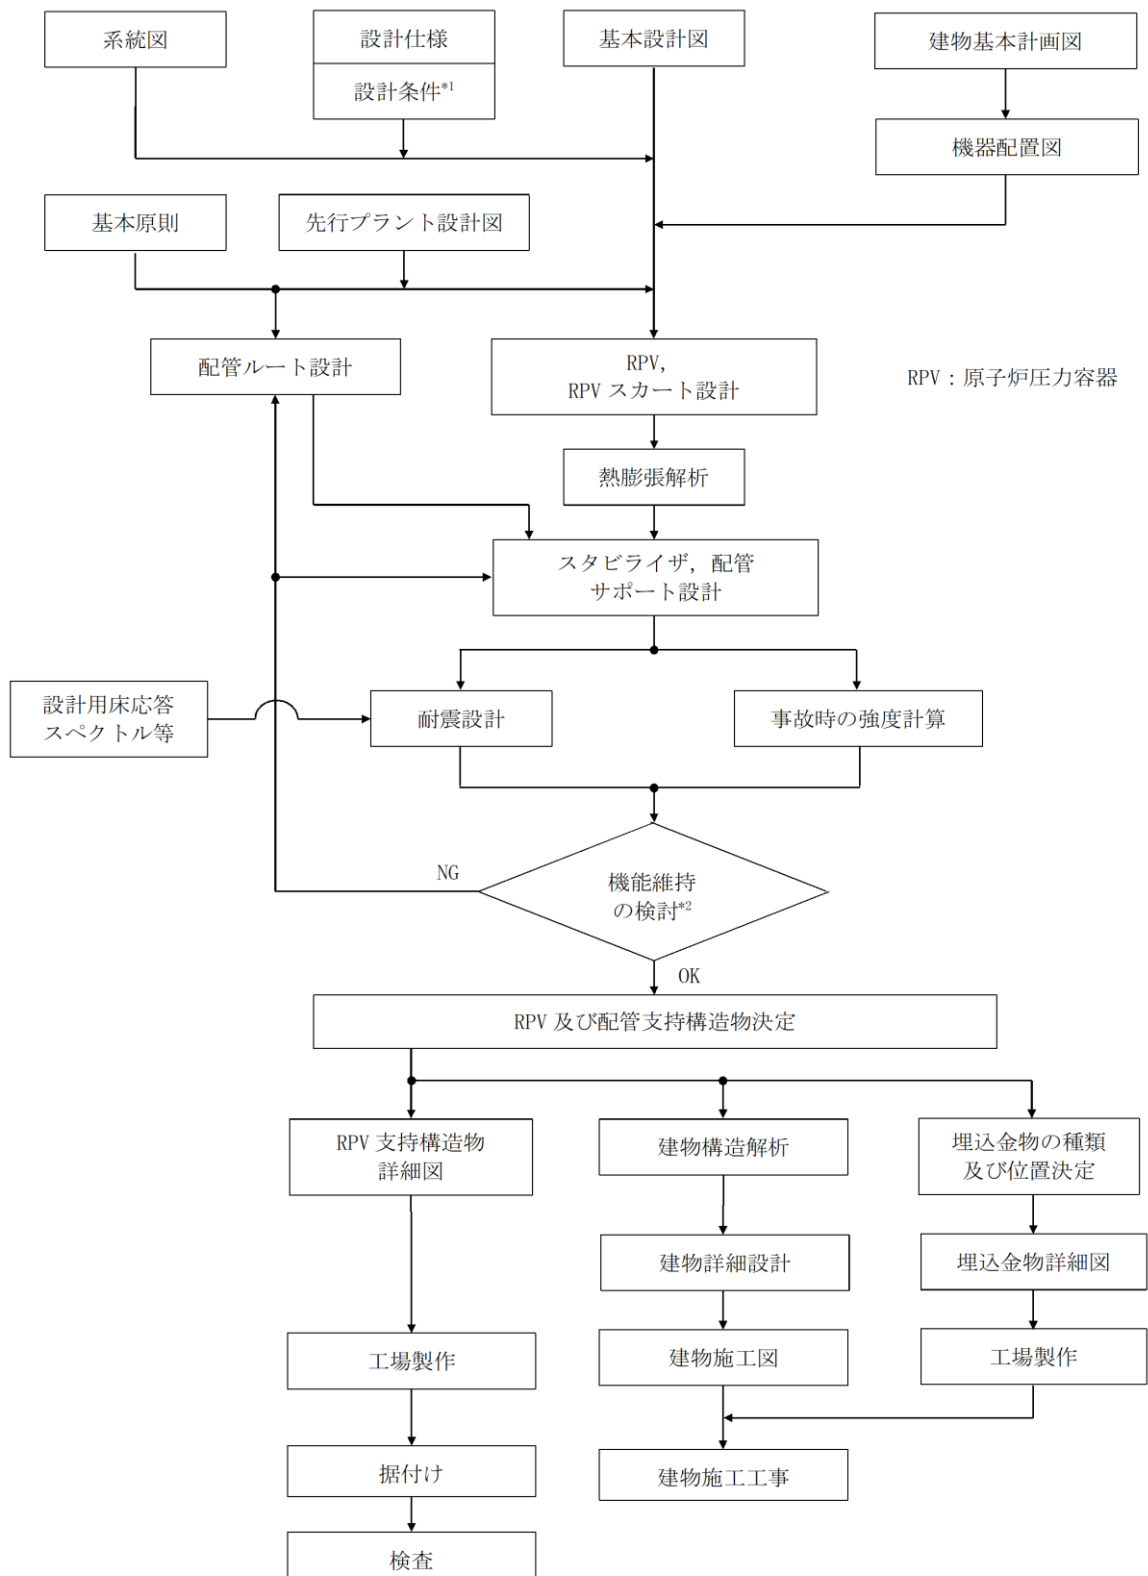 系統図
設計仕様
設計条件*1
基本設計図
建物基本計画図
機器配置図
基本原則
先行プラント設計図
配管ルート設計
RPV,
RPV スカート設計
RPV：原子炉圧力容器
熱膨張解析
スタビライザ，配管
サポート設計
設計用床応答
スペクトル等
耐震設計
事故時の強度計算
NG
機能維持
の検討*2
OK
RPV 及び配管支持構造物決定
RPV 支持構造物
詳細図
建物構造解析
埋込金物の種類
及び位置決定
建物詳細設計
埋込金物詳細図
工場製作
建物施工図
工場製作
据付け
建物施工工事
検査